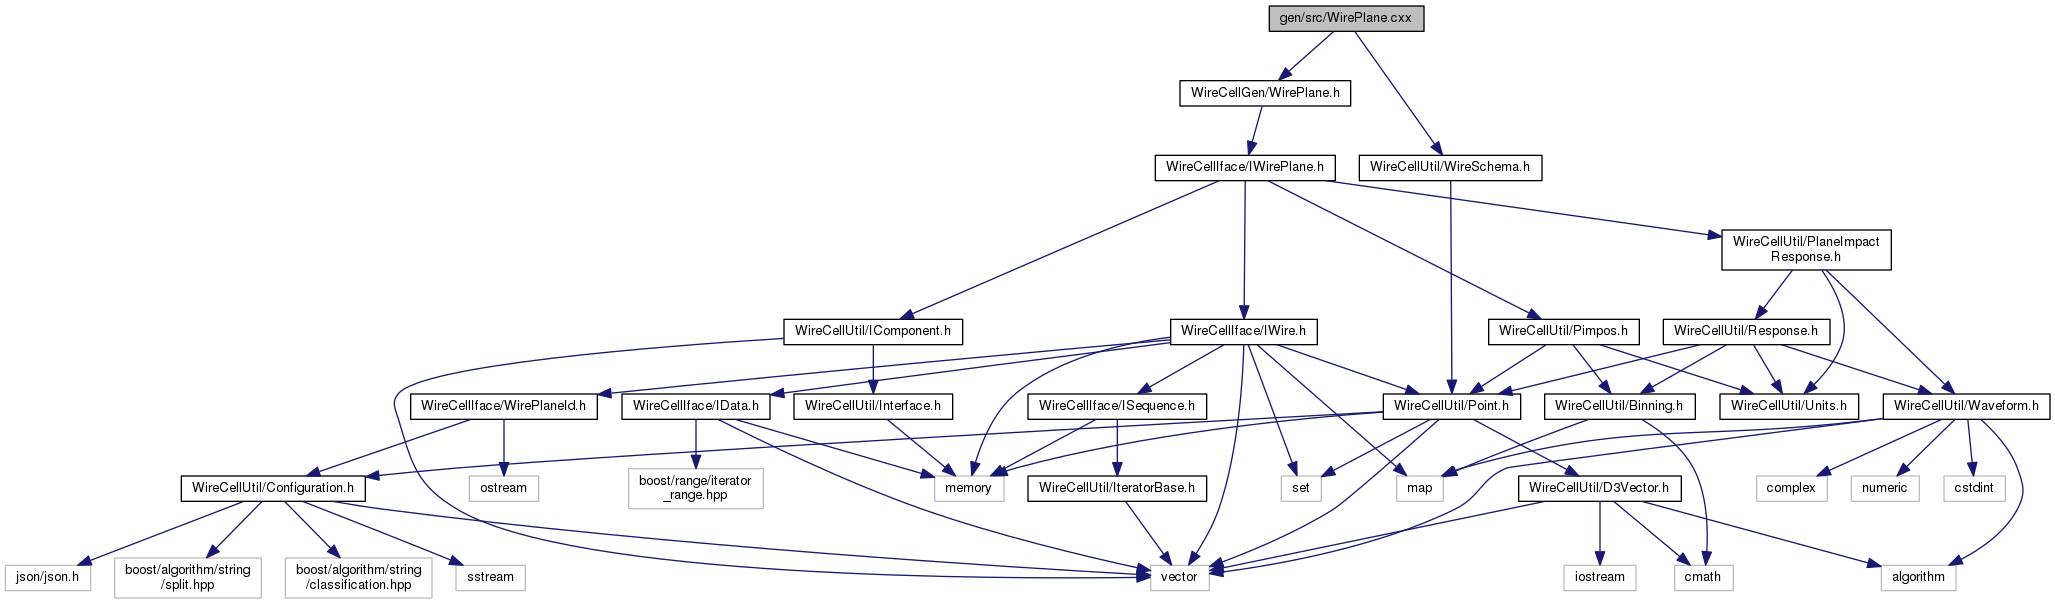 gen/src/WirePlane.cxx
WireCellGen/WirePlane.h
WireCellIface/IWirePlane.h
WireCellUtil/WireSchema.h
WireCellUtil/PlaneImpact
Response.h
WireCellUtil/IComponent.h
WireCellIface/IWire.h
WireCellUtil/Pimpos.h
WireCellUtil/Response.h
WireCellIface/WirePlaneId.h
WireCellIface/IData.h
WireCellUtil/Interface.h
WireCellIface/ISequence.h
WireCellUtil/Point.h
WireCellUtil/Binning.h
WireCellUtil/Units.h
WireCellUtil/Waveform.h
WireCellUtil/Configuration.h
ostream
boost/range/iterator
_range.hpp
memory
WireCellUtil/IteratorBase.h
set
map
WireCellUtil/D3Vector.h
complex
numeric
cstdint
json/json.h
boost/algorithm/string
/split.hpp
boost/algorithm/string
/classification.hpp
sstream
vector
iostream
cmath
algorithm